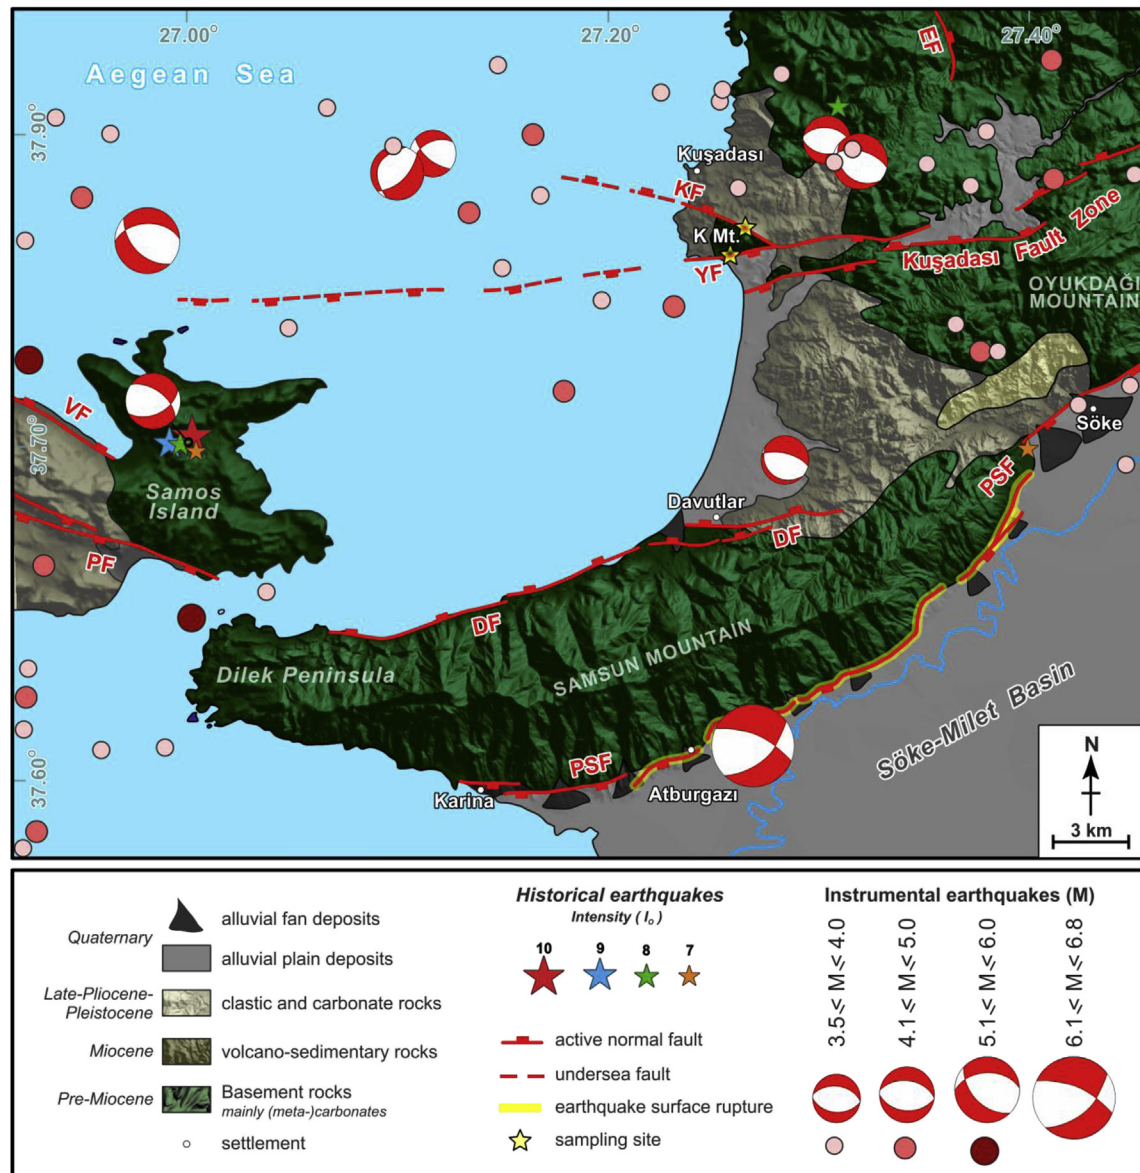 27.00°
27.20°
27.40°
Aegean Sea
EF
37.90°
Kuşadası
KF
K Mt.
YF
Kuşadası Fault Zone
OYUKDAĞI
MOUNTAIN
VF
37.70°
Söke
Samos
Island
PSF
Davutlar
DF
PF
DF
SAMSUN MOUNTAIN
Dilek Peninsula
Söke-Milet Basin
37.60°
PSF
Karina
Atburgazı
N
3 km
Quaternary
alluvial fan deposits
alluvial plain deposits
Late-Pliocene-
Pleistocene
clastic and carbonate rocks
Miocene
volcano-sedimentary rocks
Pre-Miocene
Basement rocks
mainly (meta-)carbonates
settlement
Historical earthquakes
Intensity ( Iₒ )
10 9 8 7
active normal fault
undersea fault
earthquake surface rupture
sampling site
Instrumental earthquakes (M)
3.5≤ M ≤ 4.0
4.1≤ M ≤ 5.0
5.1≤ M ≤ 6.0
6.1≤ M ≤ 6.8